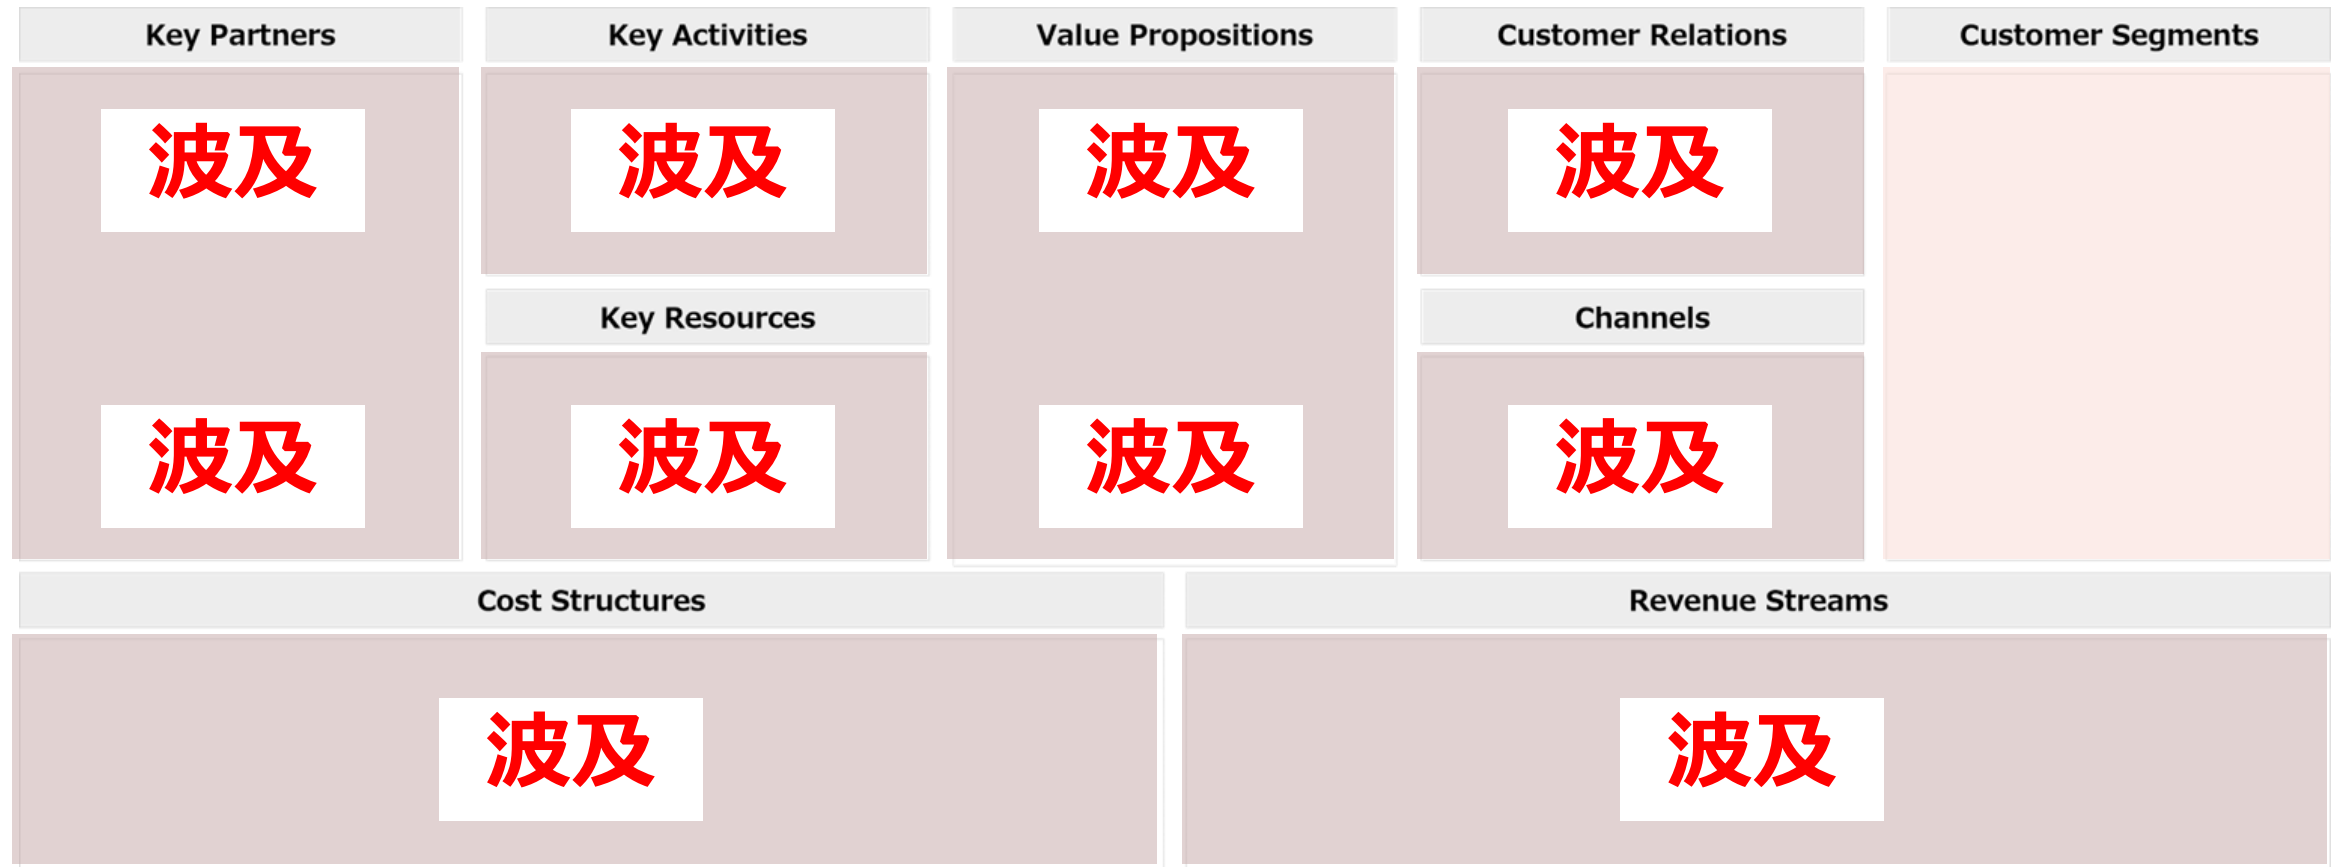 Key Partners
Key Activities
Value Propositions
Customer Relations
Customer Segments
波及
波及
波及
波及
Key Resources
Channels
波及
波及
波及
波及
Cost Structures
Revenue Streams
波及
波及